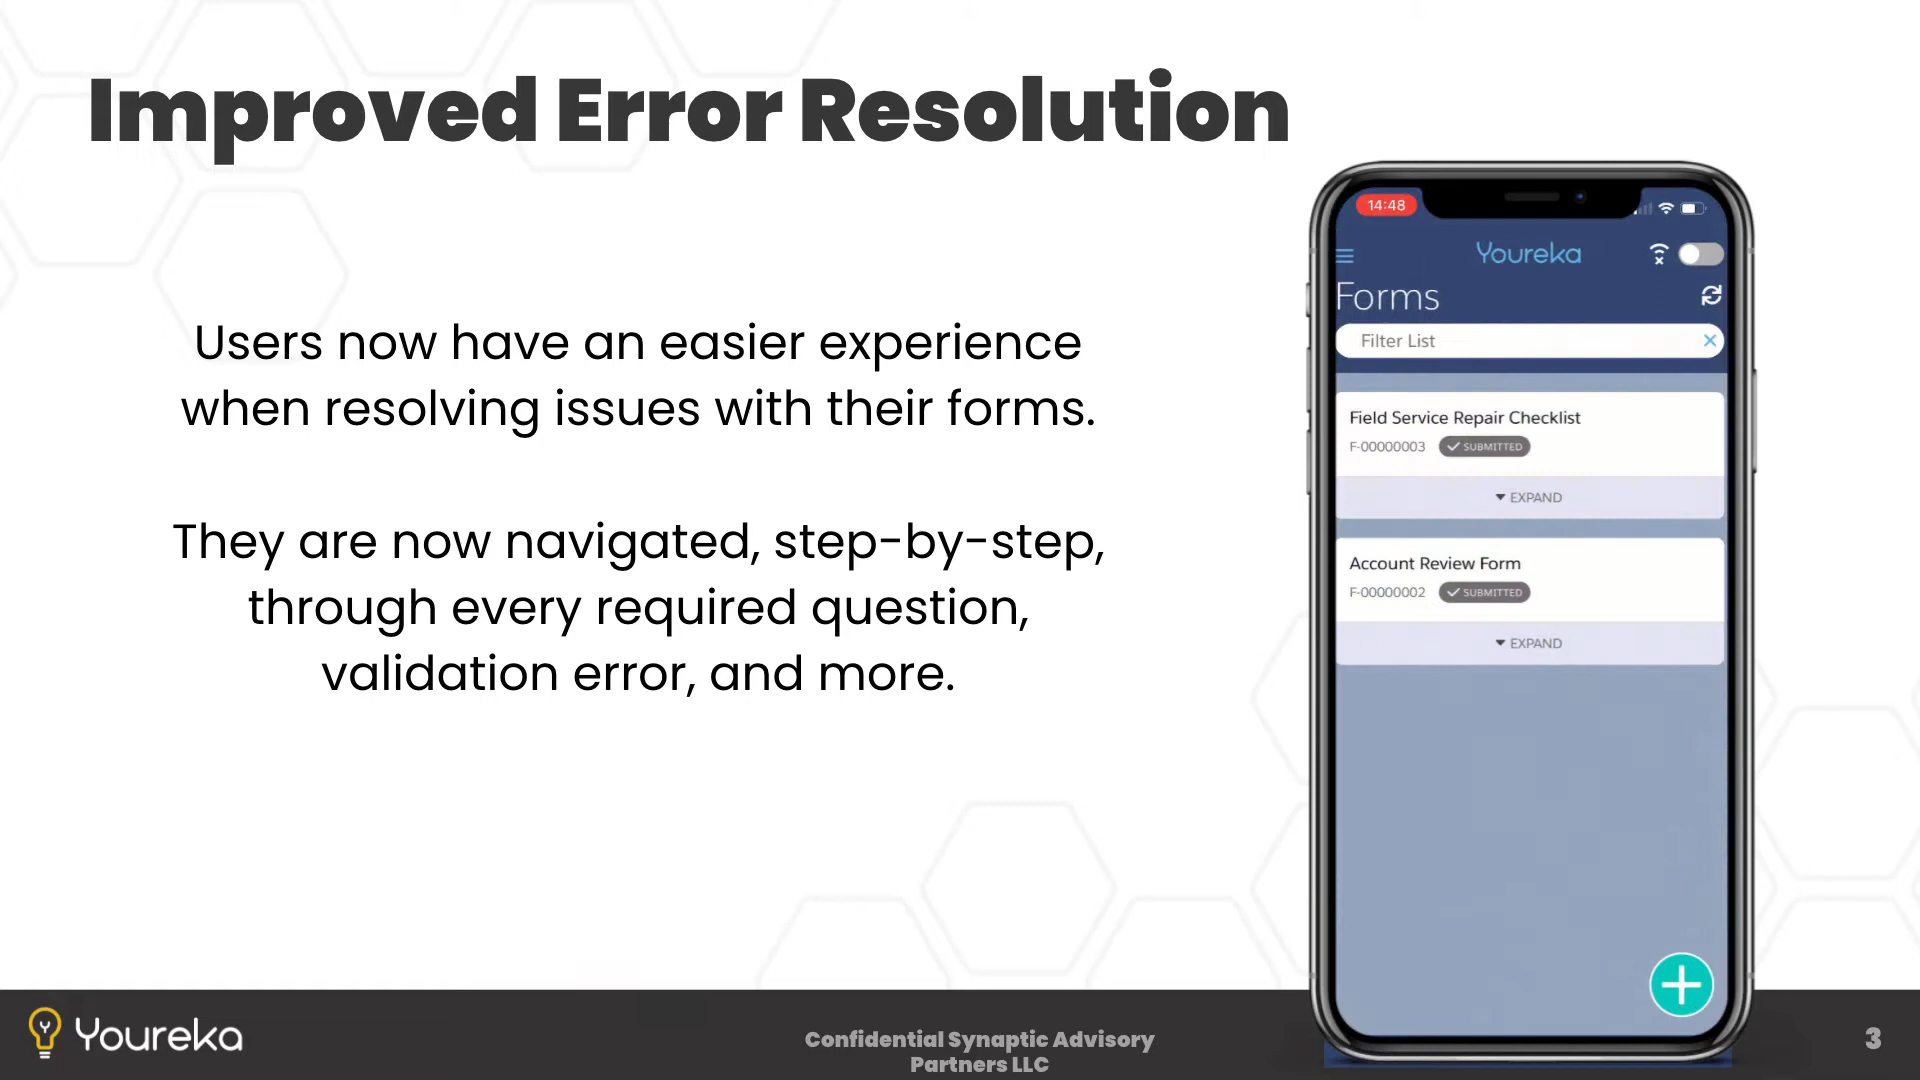 Improved Error Resolution
Users now have an easier experience
when resolving issues with their forms.
They are now navigated, step-by-step,
through every required question,
validation error, and more.
14:48
Youreka
Forms
Filter List
Field Service Repair Checklist
F-00000003 SUBMITTED
EXPAND
Account Review Form
F-00000002 SUBMITTED
EXPAND
Youreka
Confidential Synaptic Advisory
Partners LLC
3